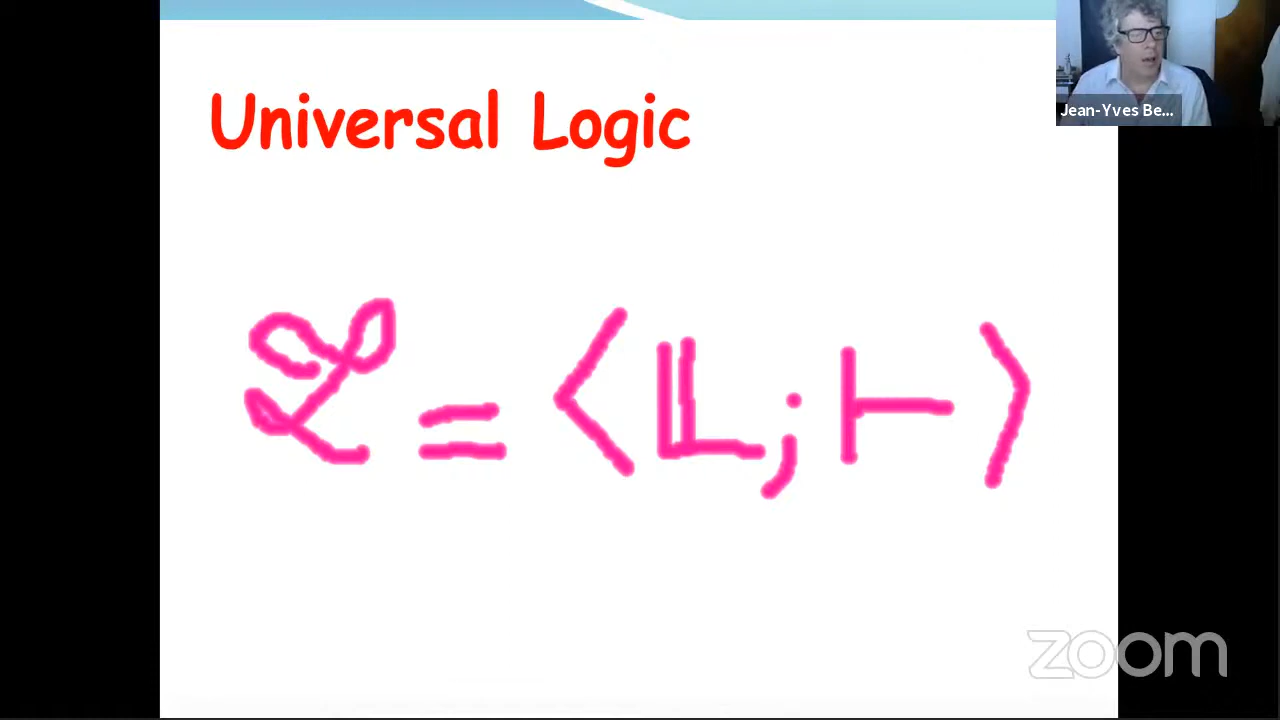 Universal Logic
Jean-Yves Be...
ℒ = ⟨𝕃; ⊢⟩
zoom